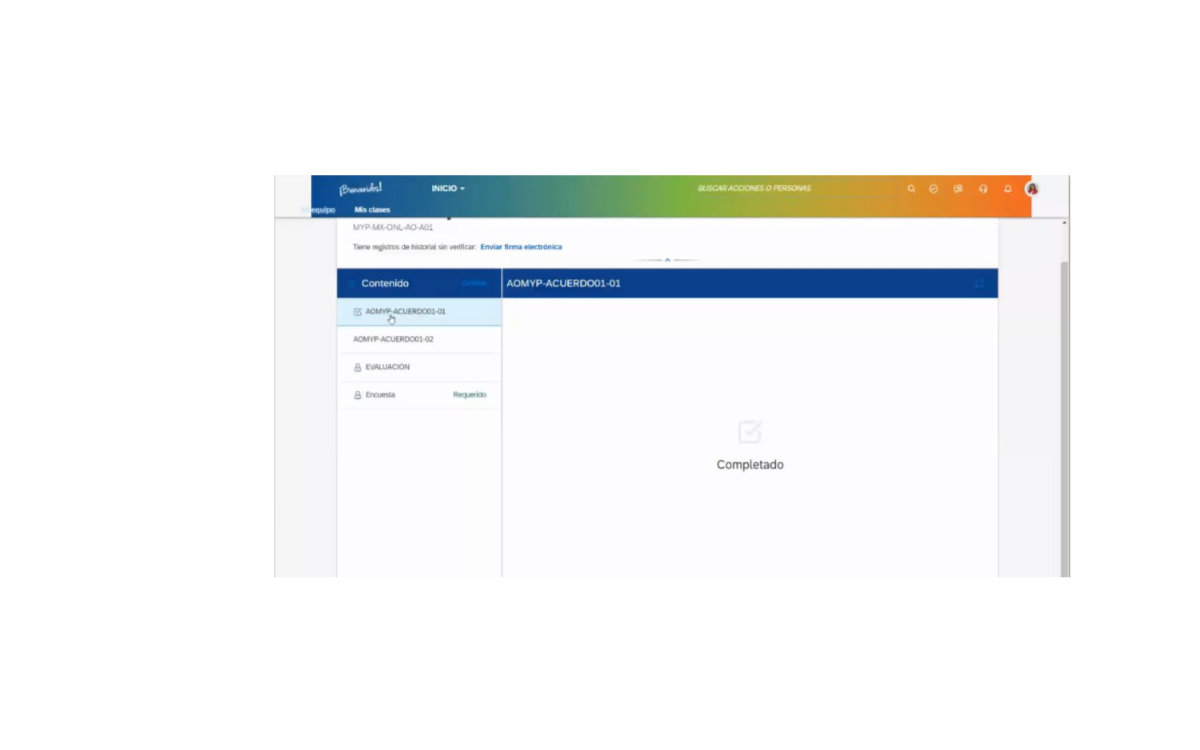 ¡Bienvenidos!
INICIO
BUSCAR ACCIONES O PERSONAS
equipo
Mis clases
MYP-MX-ONL-AO-A01
Tiene registros de historial sin verificar: Enviar firma electrónica
Contenido
AOMYP-ACUERDO01-01
AOMYP-ACUERDO01-01
AOMYP-ACUERDO01-02
EVALUACION
Encuesta
Requerido
Completado